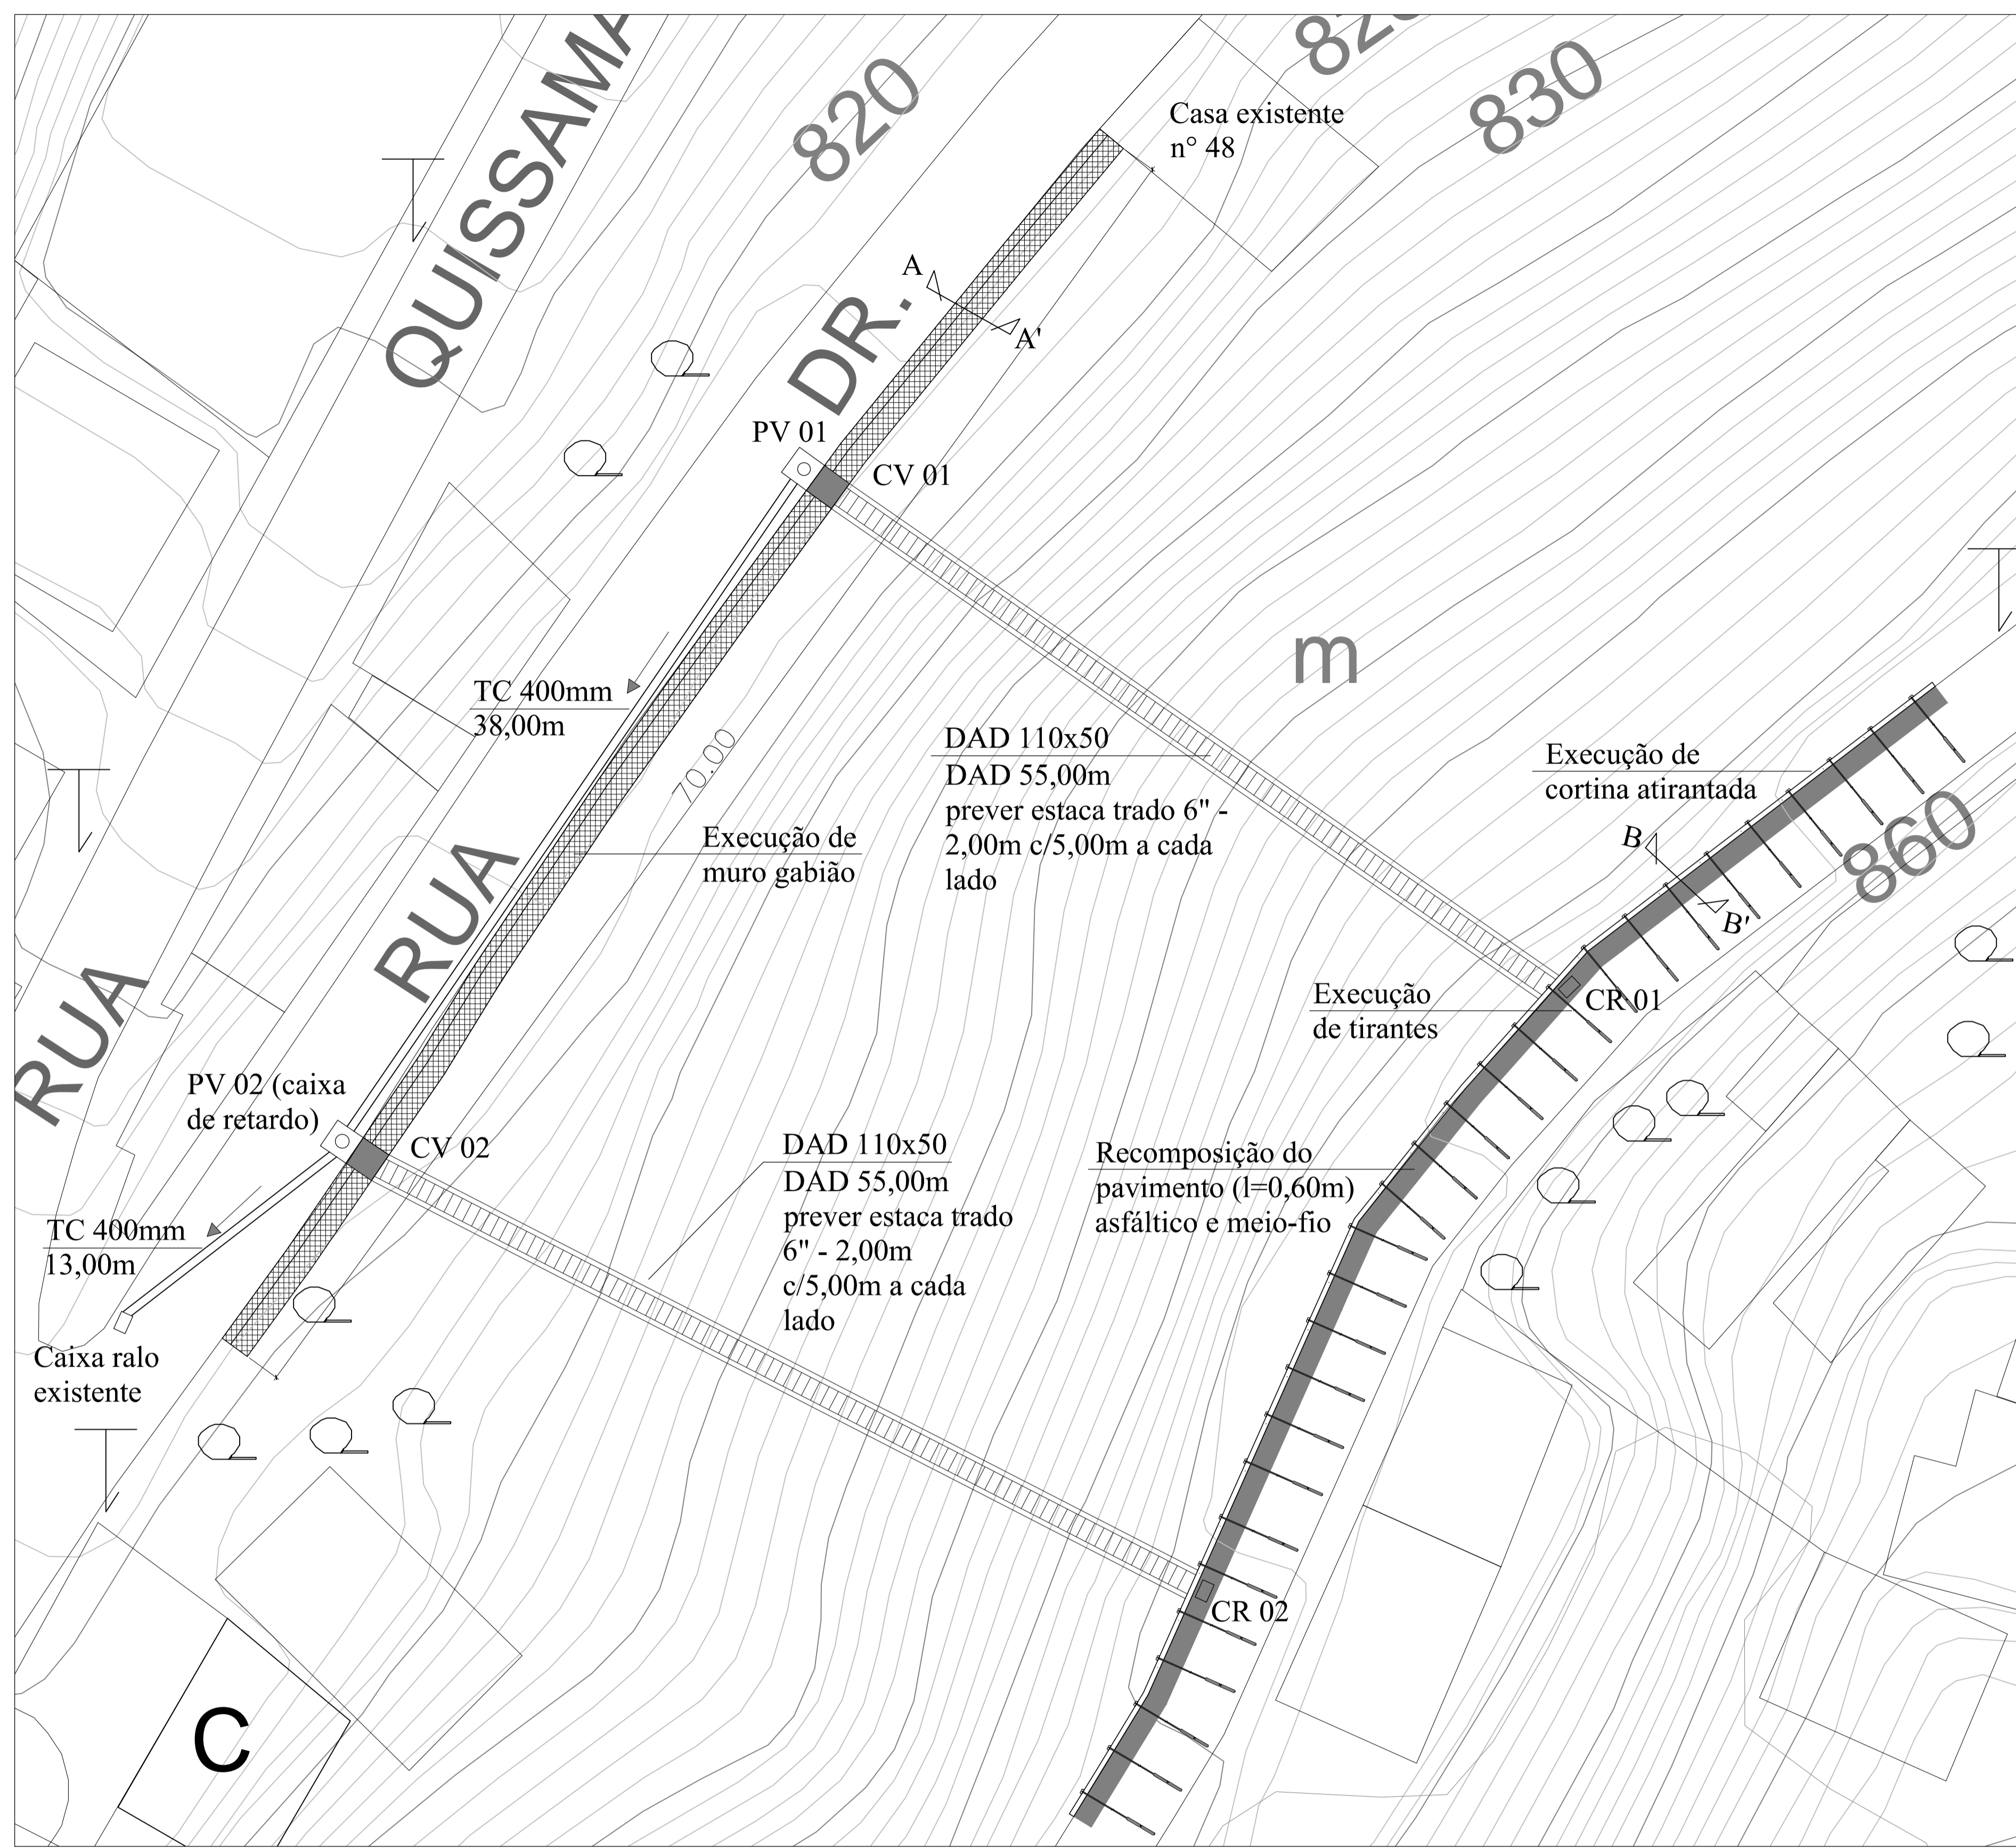 QUISSAMA
820
830
Casa existente
n° 48
A
A'
DR.
PV 01
CV 01
m
TC 400mm
38,00m
70.00
DAD 110x50
DAD 55,00m
prever estaca trado 6" -
2,00m c/5,00m a cada
lado
Execução de
cortina atirantada
Execução de
muro gabião
B
B'
860
RUA
RUA
Execução
de tirantes
CR 01
PV 02 (caixa
de retardo)
CV 02
DAD 110x50
DAD 55,00m
prever estaca trado
6" - 2,00m
c/5,00m a cada
lado
Recomposição do
pavimento (l=0,60m)
asfáltico e meio-fio
TC 400mm
13,00m
Caixa ralo
existente
CR 02
C